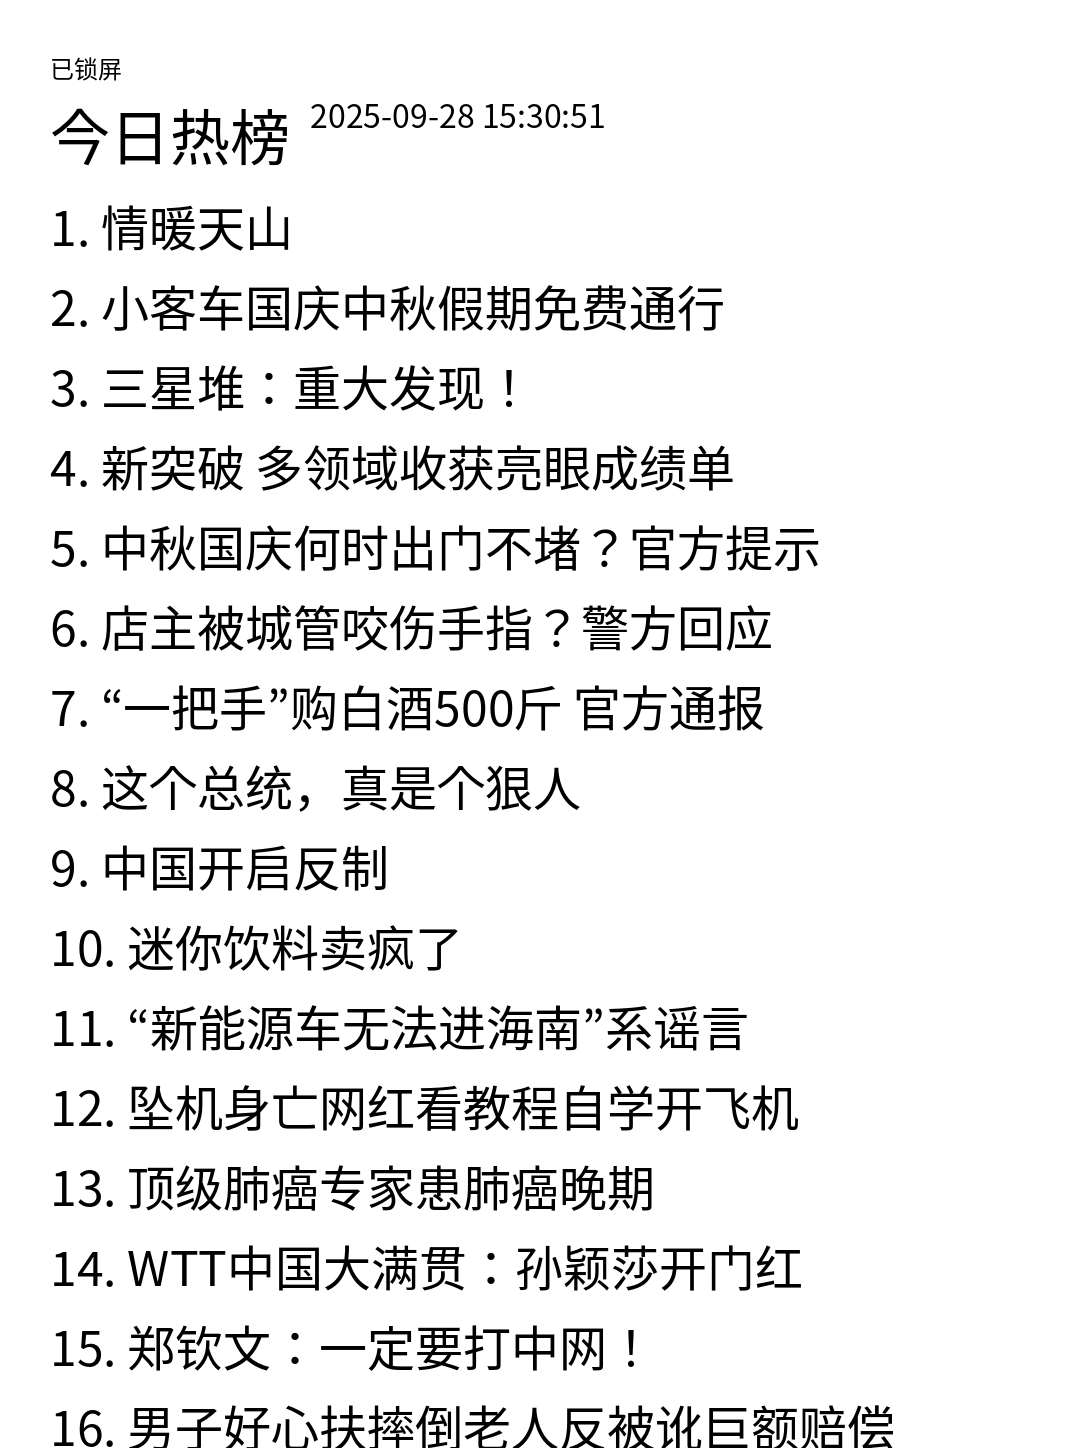 已锁屏
今日热榜 2025-09-28 15:30:51
1. 情暖天山
2. 小客车国庆中秋假期免费通行
3. 三星堆：重大发现！
4. 新突破 多领域收获亮眼成绩单
5. 中秋国庆何时出门不堵？官方提示
6. 店主被城管咬伤手指？警方回应
7. “一把手”购白酒500斤 官方通报
8. 这个总统，真是个狠人
9. 中国开启反制
10. 迷你饮料卖疯了
11. “新能源车无法进海南”系谣言
12. 坠机身亡网红看教程自学开飞机
13. 顶级肺癌专家患肺癌晚期
14. WTT中国大满贯：孙颖莎开门红
15. 郑钦文：一定要打中网！
16. 男子好心扶摔倒老人反被讹巨额赔偿